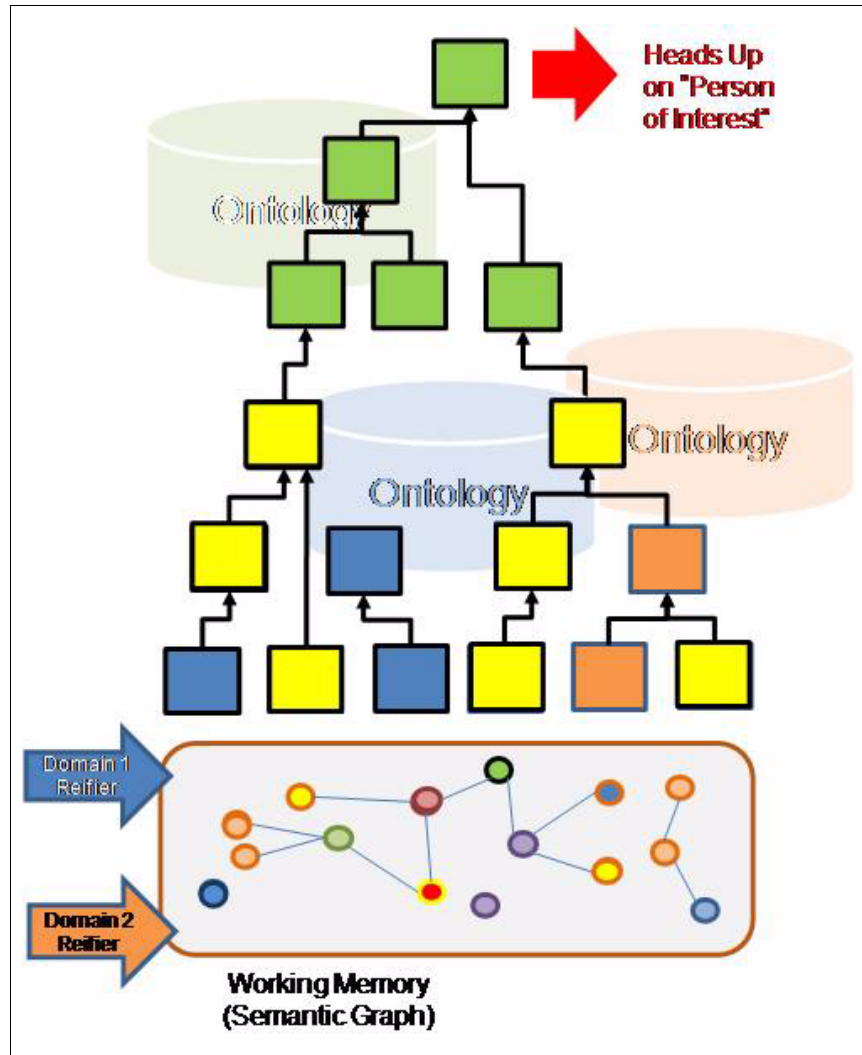 Heads Up
on "Person
of Interest"
Ontology
Ontology
Ontology
Domain 1
Reifier
Domain 2
Reifier
Working Memory
(Semantic Graph)